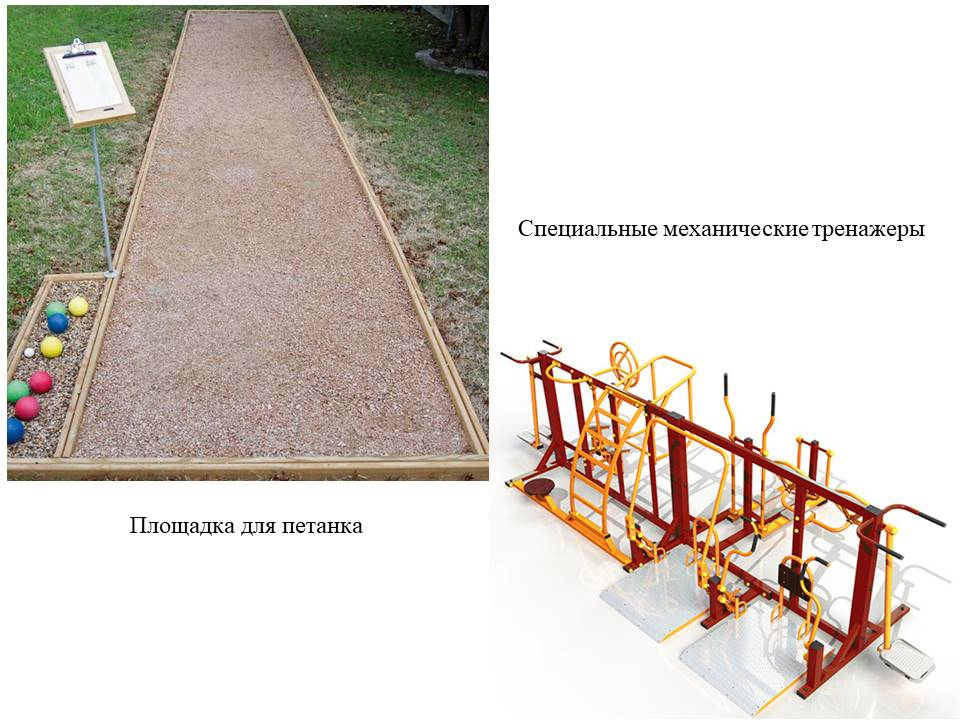 Специальные механические тренажеры
Площадка для петанка